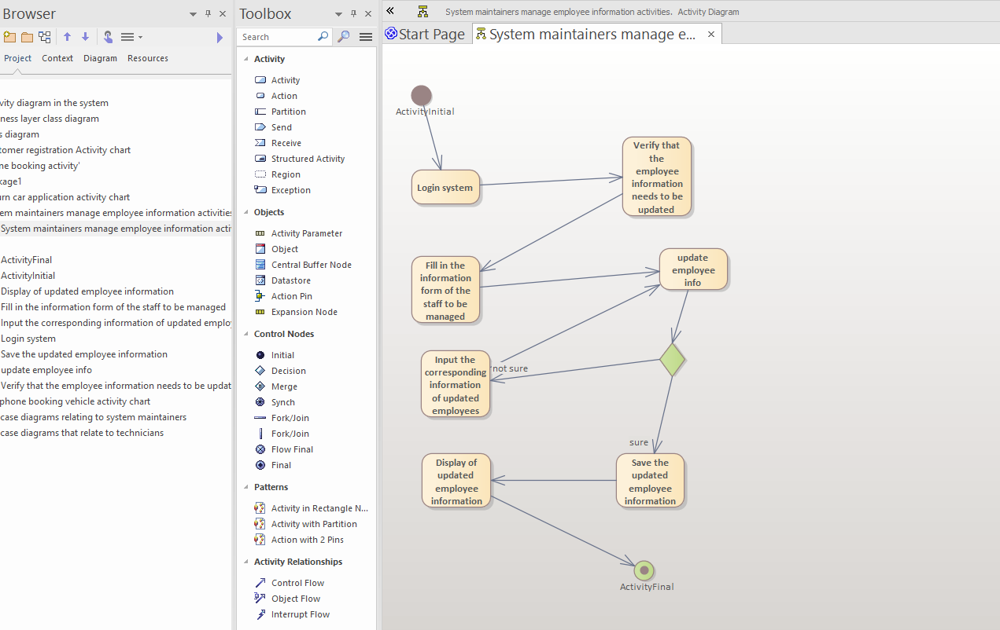 Browser
Project Context Diagram Resources
vity diagram in the system
ness layer class diagram
s diagram
tomer registration Activity chart
ne booking activity'
kage1
urn car application activity chart
em maintainers manage employee information activities
System maintainers manage employee information acti
ActivityFinal
ActivityInitial
Display of updated employee information
Fill in the information form of the staff to be managed
Input the corresponding information of updated emplo
Login system
Save the updated employee information
update employee info
Verify that the employee information needs to be updat
phone booking vehicle activity chart
case diagrams relating to system maintainers
case diagrams that relate to technicians
Toolbox
Search
Activity
Activity
Action
Partition
Send
Receive
Structured Activity
Region
Exception
Objects
Activity Parameter
Object
Central Buffer Node
Datastore
Action Pin
Expansion Node
Control Nodes
Initial
Decision
Merge
Synch
Fork/Join
Fork/Join
Flow Final
Final
Patterns
Activity in Rectangle N...
Activity with Partition
Action with 2 Pins
Activity Relationships
Control Flow
Object Flow
Interrupt Flow
System maintainers manage employee information activities. Activity Diagram
Start Page
System maintainers manage e...
ActivityInitial
Login system
Verify that
the
employee
information
needs to be
updated
Fill in the
information
form of the
staff to be
managed
update
employee
info
Input the
corresponding
information
of updated
employees
not sure
sure
Display of
updated
employee
information
Save the
updated
employee
information
ActivityFinal